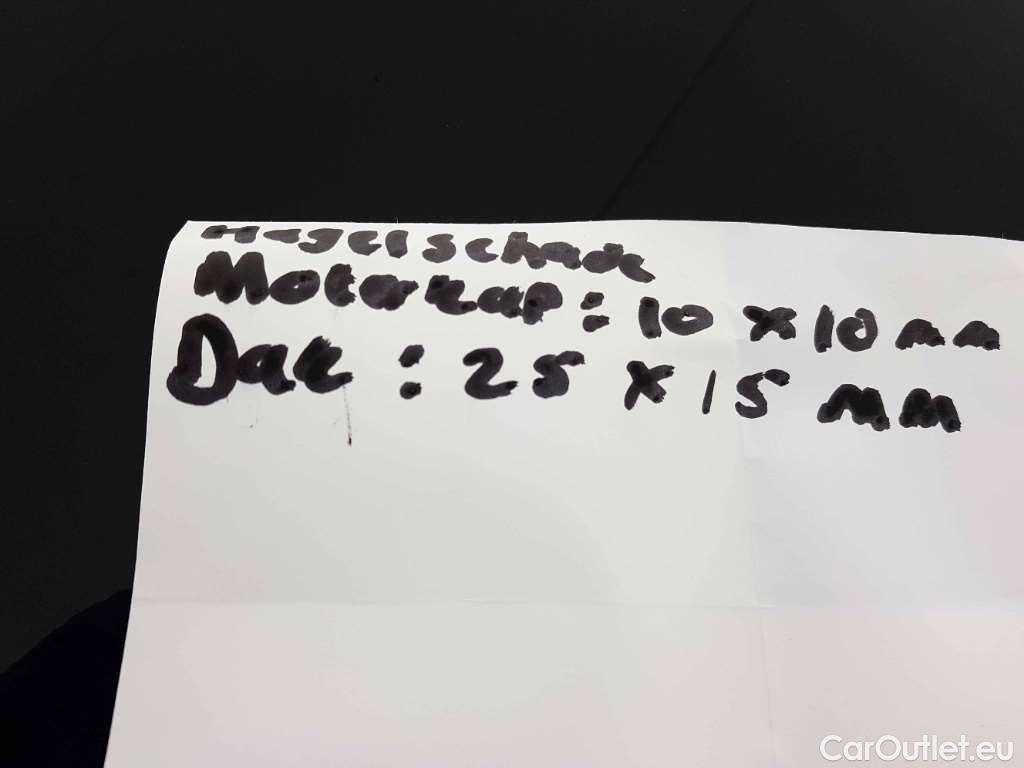 Hagelschade
Motorkap: 10 x 10 mm
Dak: 25 x 15 mm
CarOutlet.eu